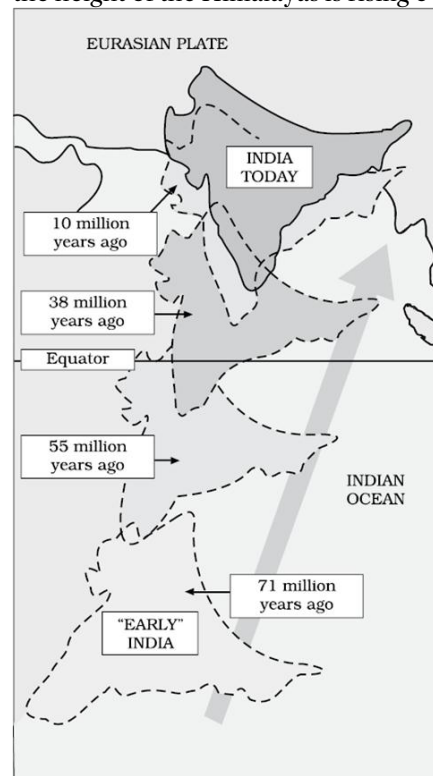 EURASIAN PLATE
INDIA
TODAY
10 million
years ago
38 million
years ago
Equator
55 million
years ago
INDIAN
OCEAN
71 million
years ago
"EARLY"
INDIA